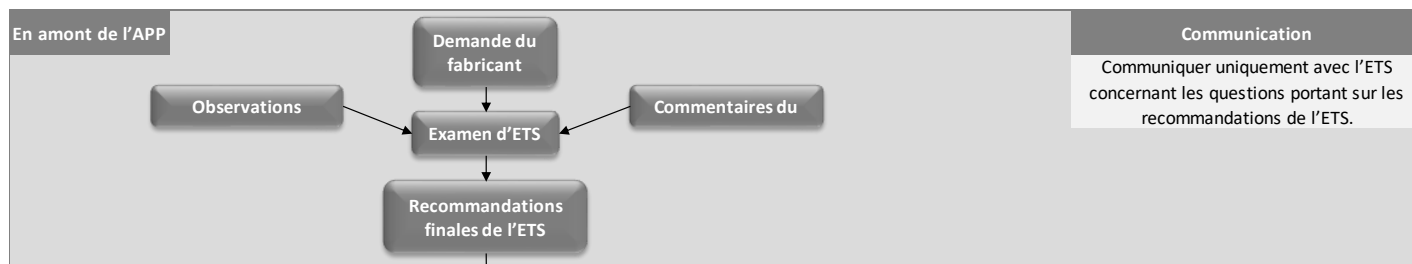 En amont de l’APP
Demande du
fabricant
Communication
Communiquer uniquement avec l’ETS
concernant les questions portant sur les
recommandations de l’ETS.
Observations
Commentaires du
Examen d’ETS
Recommandations
finales de l’ETS